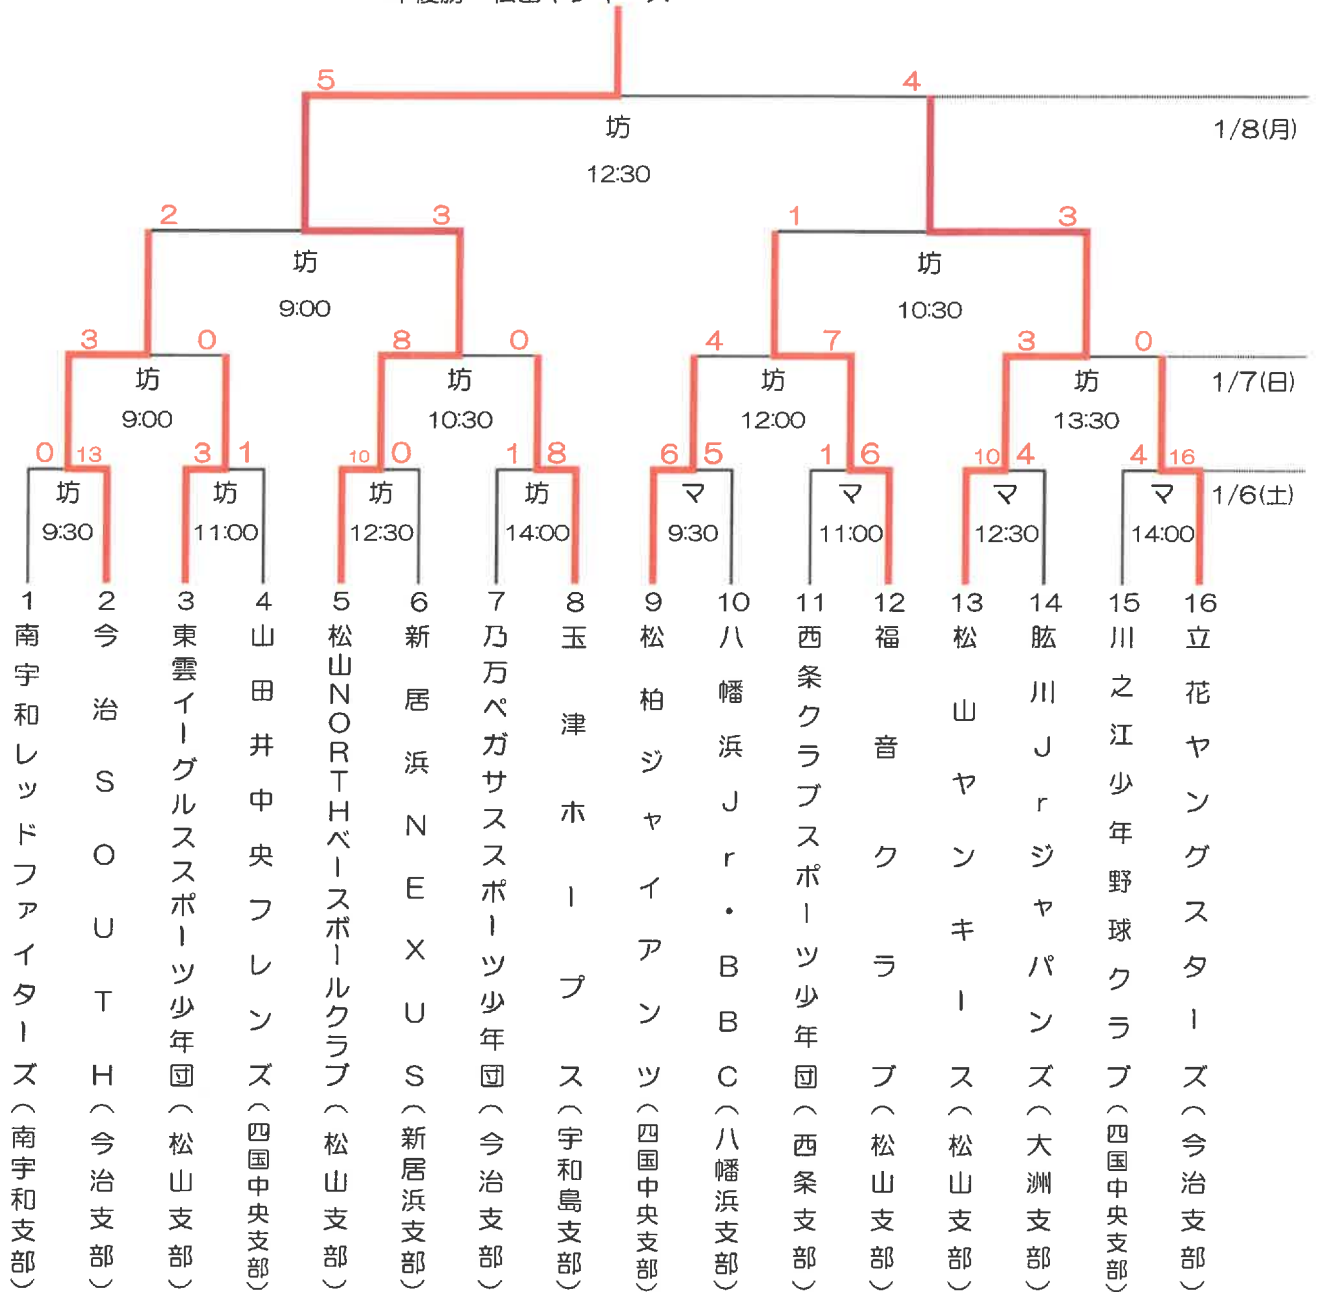 準優勝 松山ヤンキース
5 4
坊 1/8(月)
12:30
2 3 1 3
坊 坊
9:00 10:30
3 0 8 0 4 7 3 0
坊 坊 坊 坊 1/7(日)
9:00 10:30 12:00 13:30
0 13 3 1 10 0 1 8 6 5 1 6 10 4 4 16
坊 坊 坊 坊 マ マ マ マ 1/6(土)
9:30 11:00 12:30 14:00 9:30 11:00 12:30 14:00
1 2 3 4 5 6 7 8 9 10 11 12 13 14 15 16
南宇和レッドファイターズ(南宇和支部)
今治SOUTH(今治支部)
東雲イーグルススポーツ少年団(松山支部)
山田井中央フレンズ(四国中央支部)
松山NORTHベースボールクラブ(松山支部)
新居浜NEXUS(新居浜支部)
乃万ペガサススポーツ少年団(今治支部)
玉津ホープス(宇和島支部)
松柏ジャイアンツ(四国中央支部)
八幡浜Jr・BBC(八幡浜支部)
西条クラブスポーツ少年団(西条支部)
福音クラブ(松山支部)
松山ヤンキース(松山支部)
肱川Jrジャパンズ(大洲支部)
川之江少年野球クラブ(四国中央支部)
立花ヤングスターズ(今治支部)